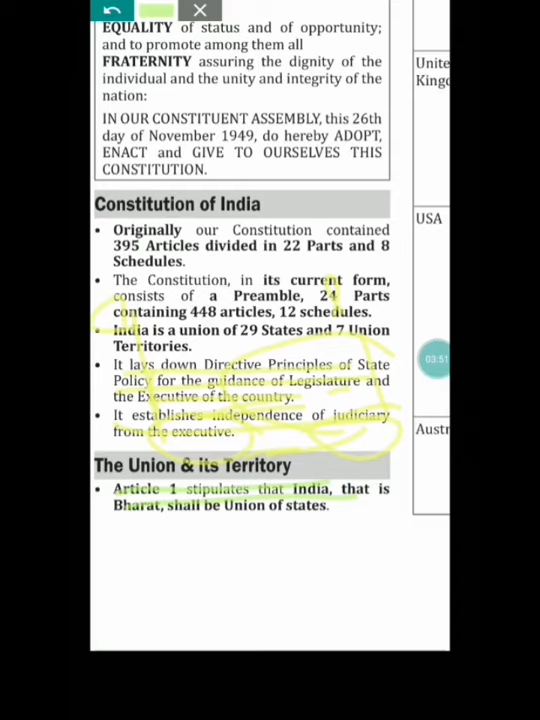 EQUALITY of status and of opportunity;
and to promote among them all
FRATERNITY assuring the dignity of the
individual and the unity and integrity of the
nation:
IN OUR CONSTITUENT ASSEMBLY, this 26th
day of November 1949, do hereby ADOPT,
ENACT and GIVE TO OURSELVES THIS
CONSTITUTION.
Constitution of India
• Originally our Constitution contained
395 Articles divided in 22 Parts and 8
Schedules.
• The Constitution, in its current form,
consists of a Preamble, 24 Parts
containing 448 articles, 12 schedules.
• India is a union of 29 States and 7 Union
Territories.
• It lays down Directive Principles of State
Policy for the guidance of Legislature and
the Executive of the country.
• It establishes independence of judiciary
from the executive.
The Union & its Territory
• Article 1 stipulates that India, that is
Bharat, shall be Union of states.
Unite
Kingd
USA
03:51
Austr